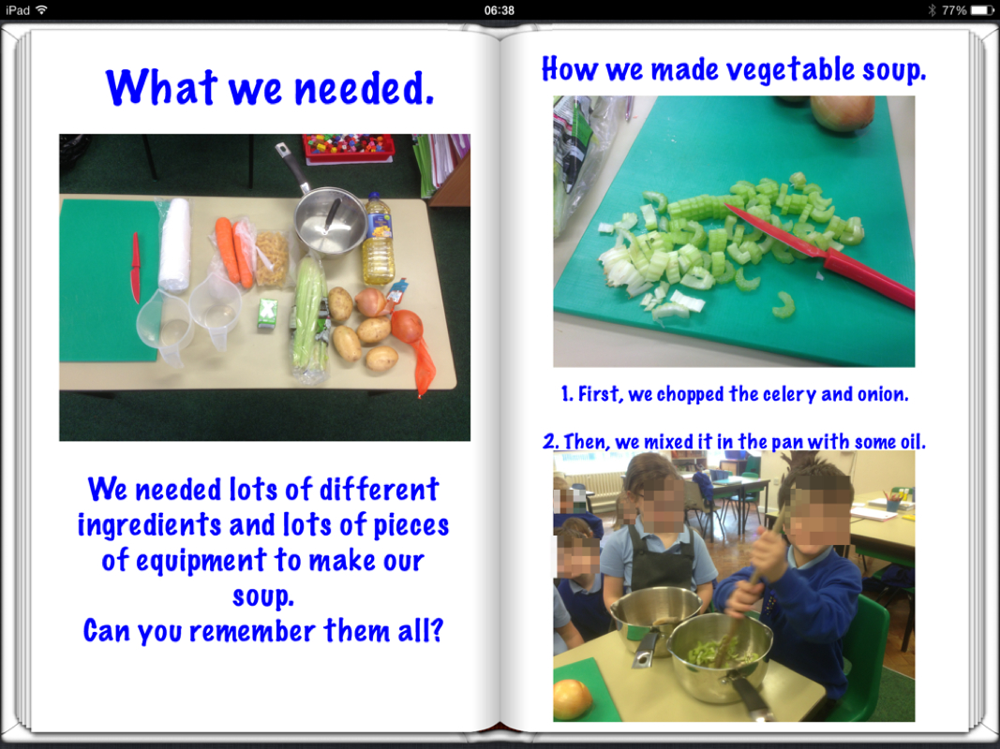 iPad 06:38 77%
What we needed.
We needed lots of different
ingredients and lots of pieces
of equipment to make our
soup.
Can you remember them all?
How we made vegetable soup.
1. First, we chopped the celery and onion.
2. Then, we mixed it in the pan with some oil.